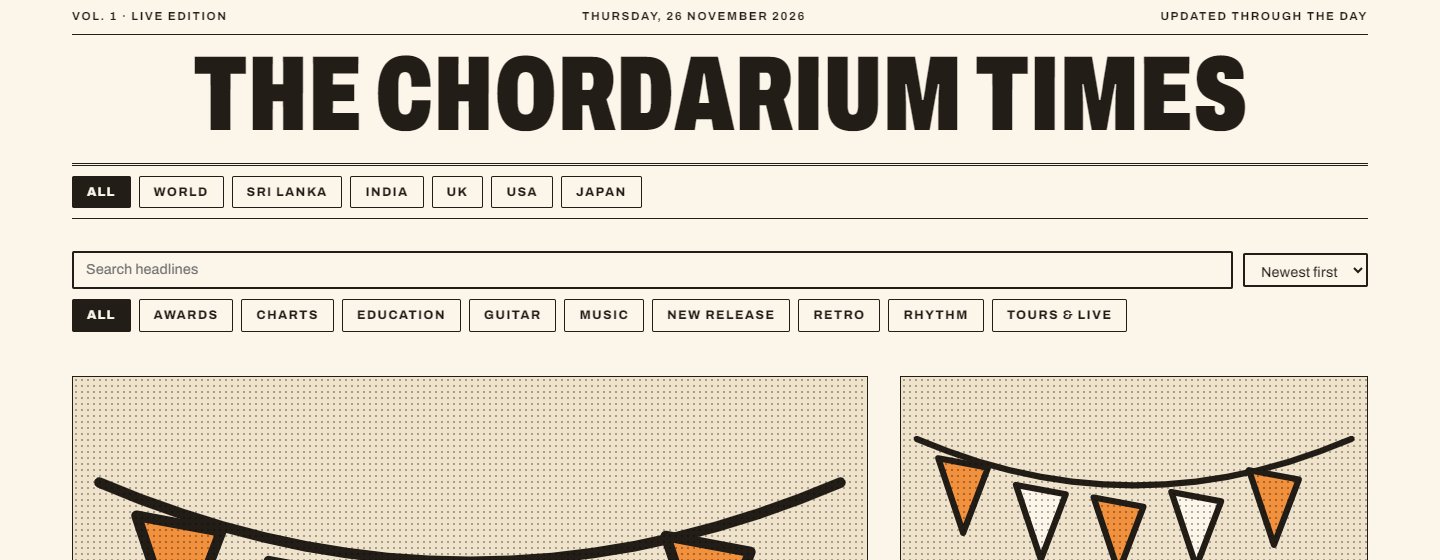 VOL. 1 · LIVE EDITION THURSDAY, 26 NOVEMBER 2026 UPDATED THROUGH THE DAY
THE CHORDARIUM TIMES
ALL WORLD SRI LANKA INDIA UK USA JAPAN
Search headlines Newest first
ALL AWARDS CHARTS EDUCATION GUITAR MUSIC NEW RELEASE RETRO RHYTHM TOURS & LIVE